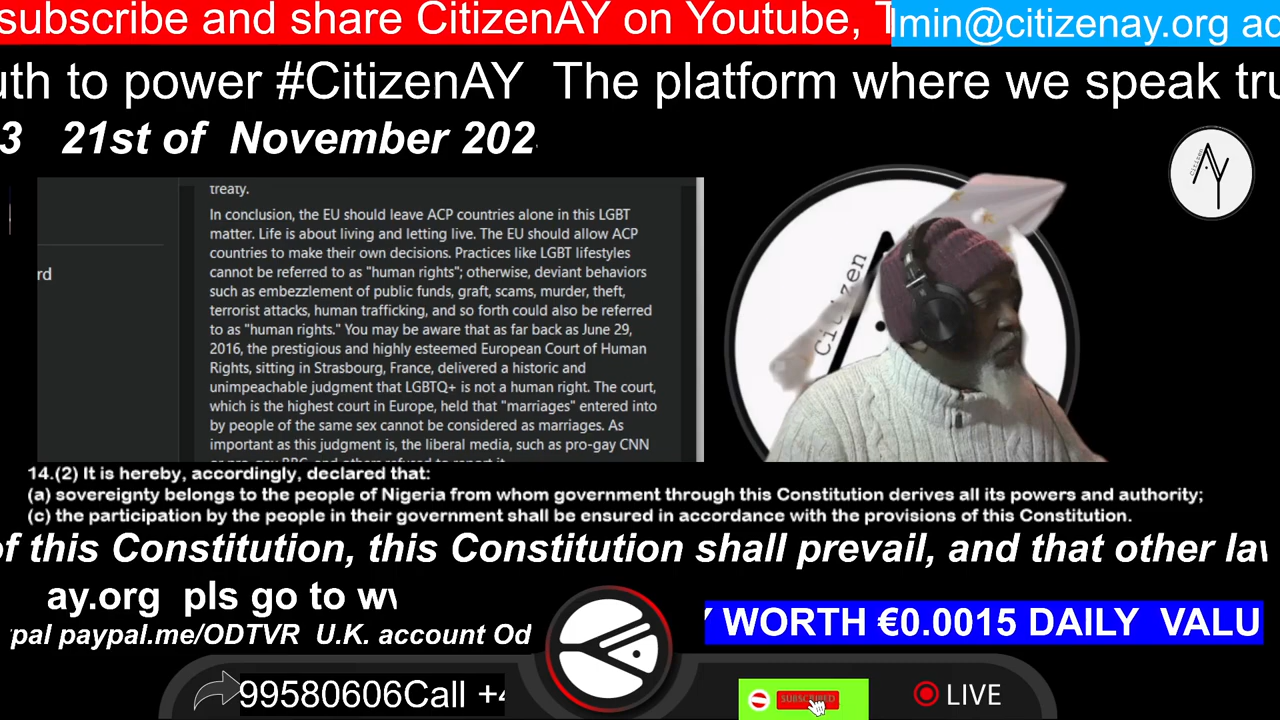 subscribe and share CitizenAY on Youtube, T
lmin@citizenay.org ad
uth to power #CitizenAY  The platform where we speak tru
3   21st of  November 202
treaty.
In conclusion, the EU should leave ACP countries alone in this LGBT
matter. Life is about living and letting live. The EU should allow ACP
countries to make their own decisions. Practices like LGBT lifestyles
cannot be referred to as "human rights"; otherwise, deviant behaviors
such as embezzlement of public funds, graft, scams, murder, theft,
terrorist attacks, human trafficking, and so forth could also be referred
to as "human rights." You may be aware that as far back as June 29,
2016, the prestigious and highly esteemed European Court of Human
Rights, sitting in Strasbourg, France, delivered a historic and
unimpeachable judgment that LGBTQ+ is not a human right. The court,
which is the highest court in Europe, held that "marriages" entered into
by people of the same sex cannot be considered as marriages. As
important as this judgment is, the liberal media, such as pro-gay CNN
rd
Citizen
Citizen
AY
14.(2) It is hereby, accordingly, declared that:
(a) sovereignty belongs to the people of Nigeria from whom government through this Constitution derives all its powers and authority;
(c) the participation by the people in their government shall be ensured in accordance with the provisions of this Constitution.
of this Constitution, this Constitution shall prevail, and that other law
ay.org  pls go to w
pal paypal.me/ODTVR  U.K. account Od
Y WORTH €0.0015 DAILY  VALU
99580606Call +4
SUBSCRIBED
LIVE